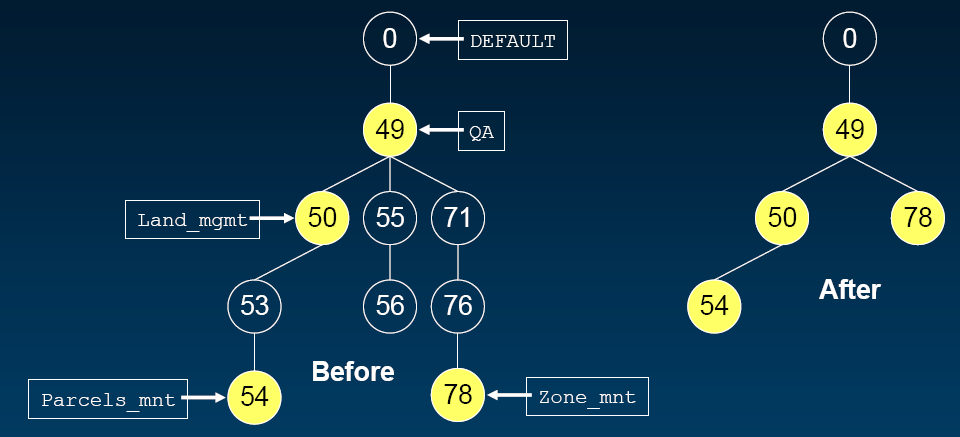 0
DEFAULT
0
49
QA
49
Land_mgmt
50
55
71
50
78
53
56
76
After
54
Before
Parcels_mnt
54
78
Zone_mnt